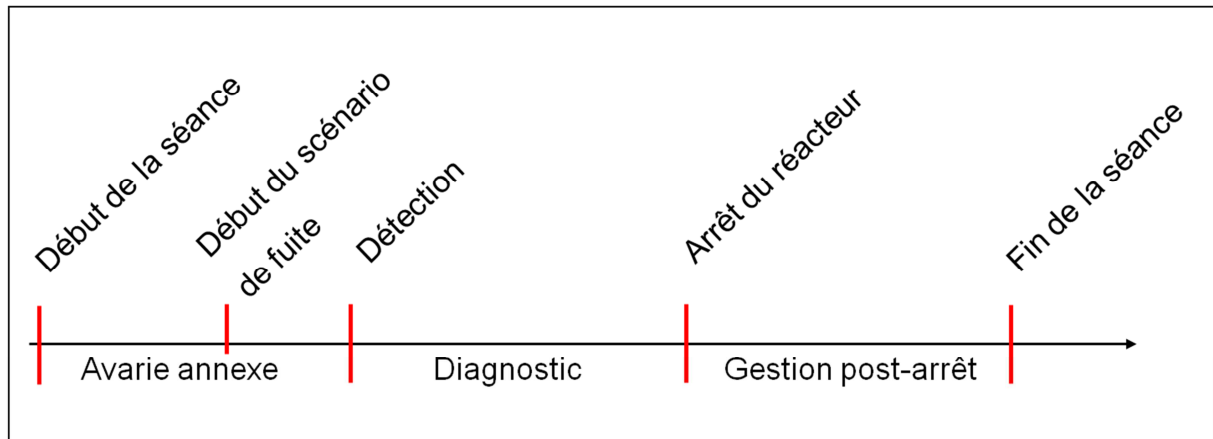 Début de la séance
Début du scénario
de fuite
Détection
Arrêt du réacteur
Fin de la séance
Avarie annexe
Diagnostic
Gestion post-arrêt